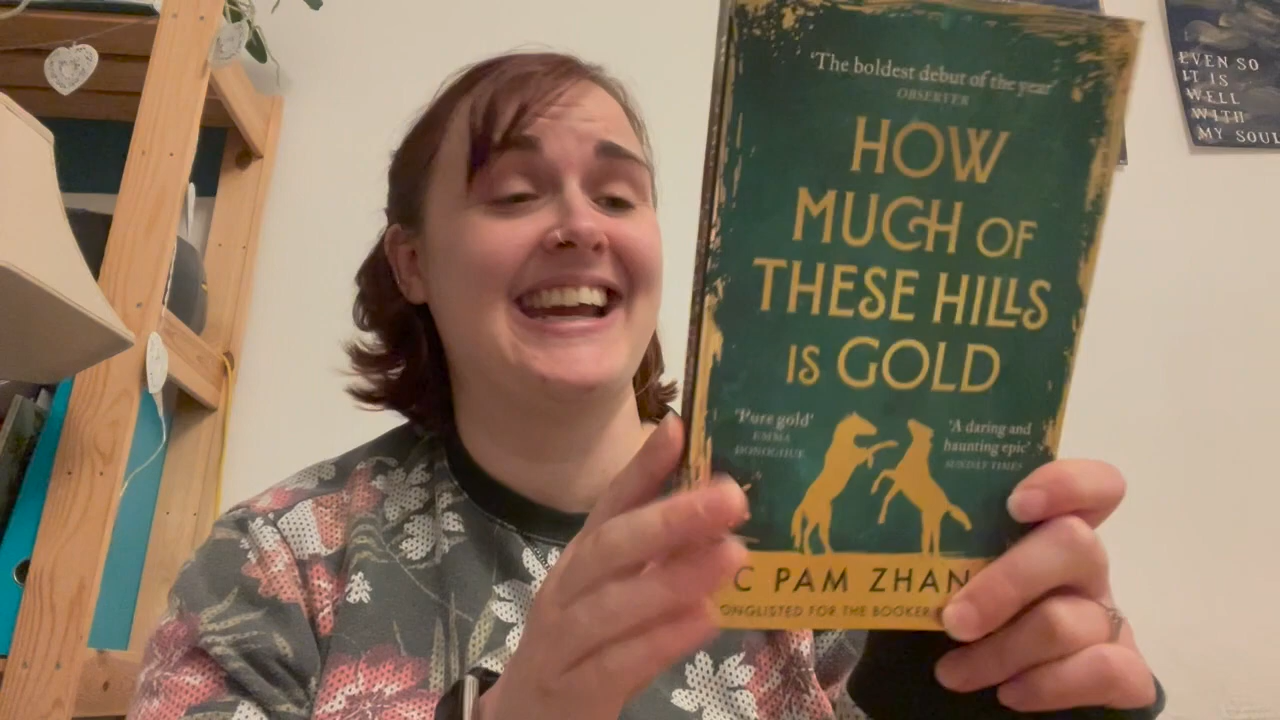 'The boldest debut of the year'
OBSERVER
HOW
MUCH OF
THESE HILLS
IS GOLD
'Pure gold'
EMMA
DONOGHUE
'A daring and
haunting epic'
SUNDAY TIMES
C PAM ZHAN
ONGLISTED FOR THE BOOKER
EVEN SO
IT IS
WELL
WITH
MY SOUL